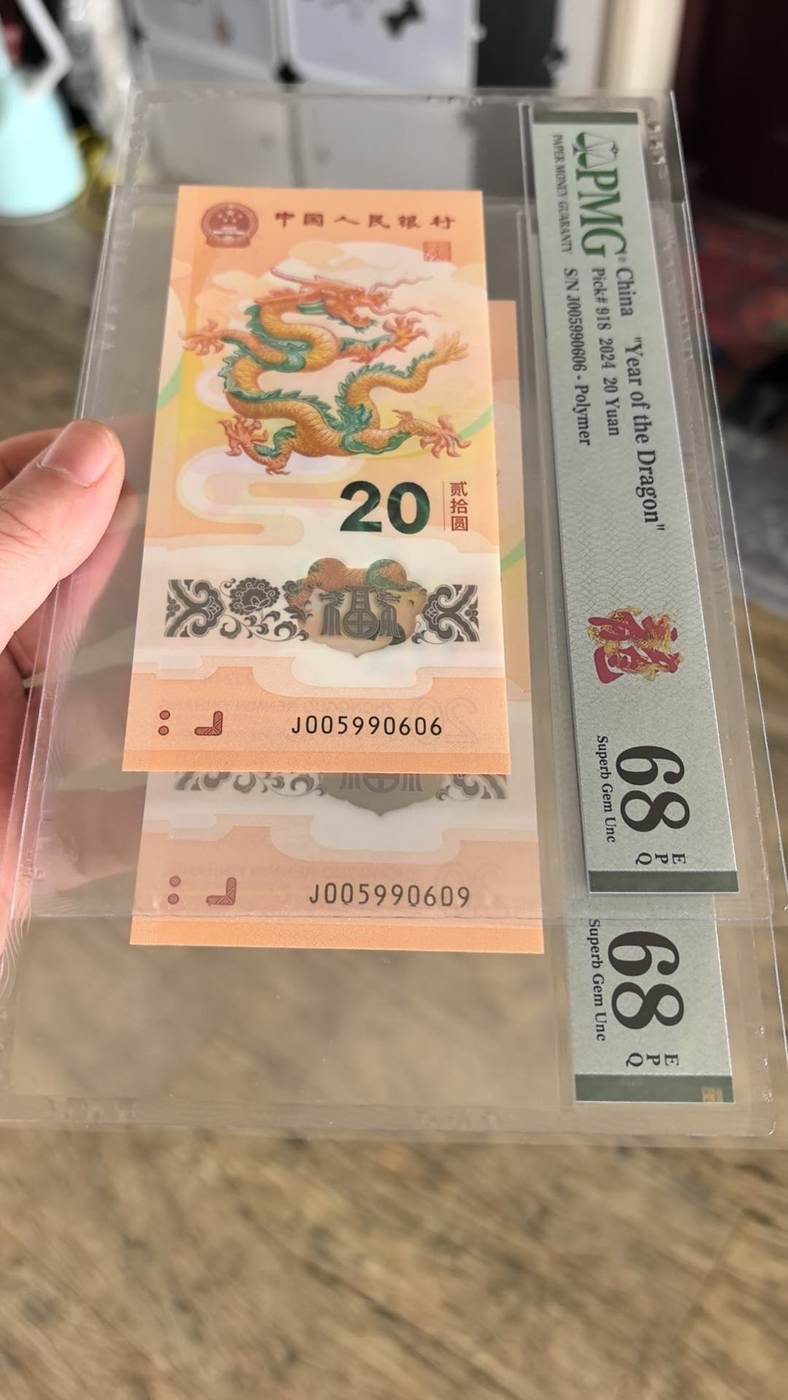 中国人民银行
20
贰拾圆
福
J005990606
J005990609
PMG®
PAPER MONEY GUARANTY
China "Year of the Dragon"
Pick# 918 2024 20 Yuan
S/N J005990606 - Polymer
68 EPQ
Superb Gem Unc
68 EPQ
Superb Gem Unc